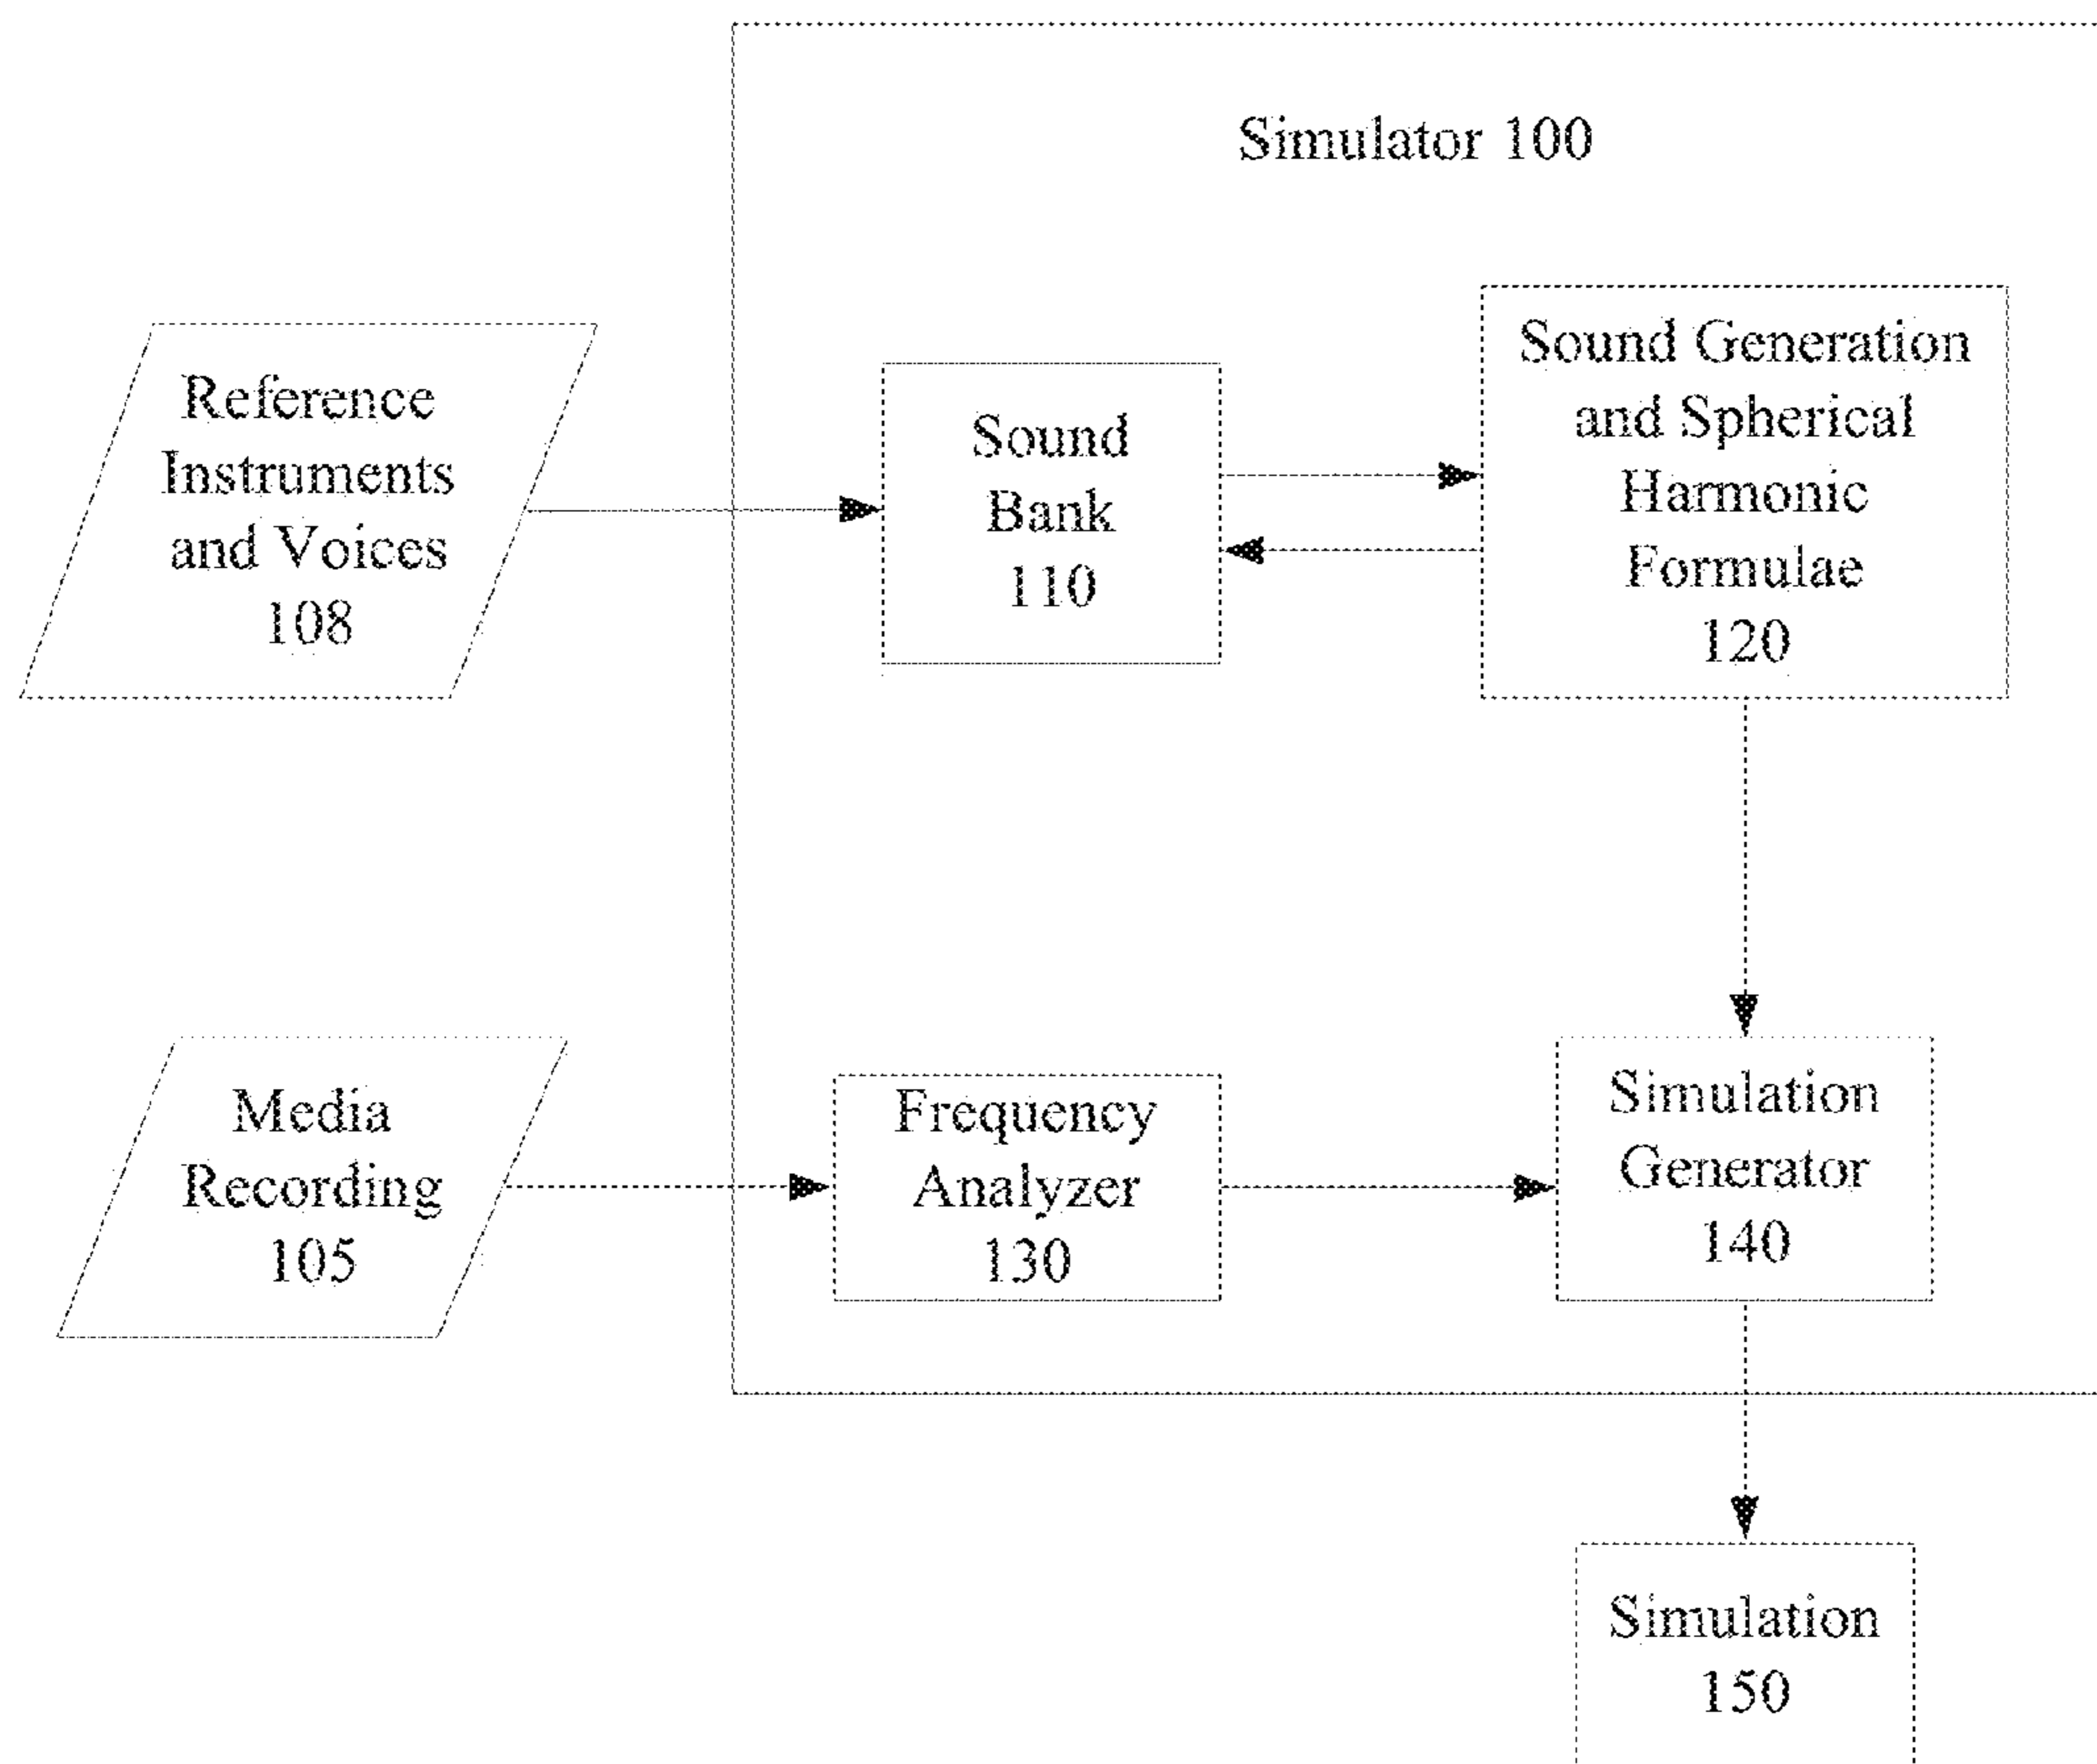 Simulator 100
Reference
Instruments
and Voices
108
Sound
Bank
110
Sound Generation
and Spherical
Harmonic
Formulae
120
Media
Recording
105
Frequency
Analyzer
130
Simulation
Generator
140
Simulation
150